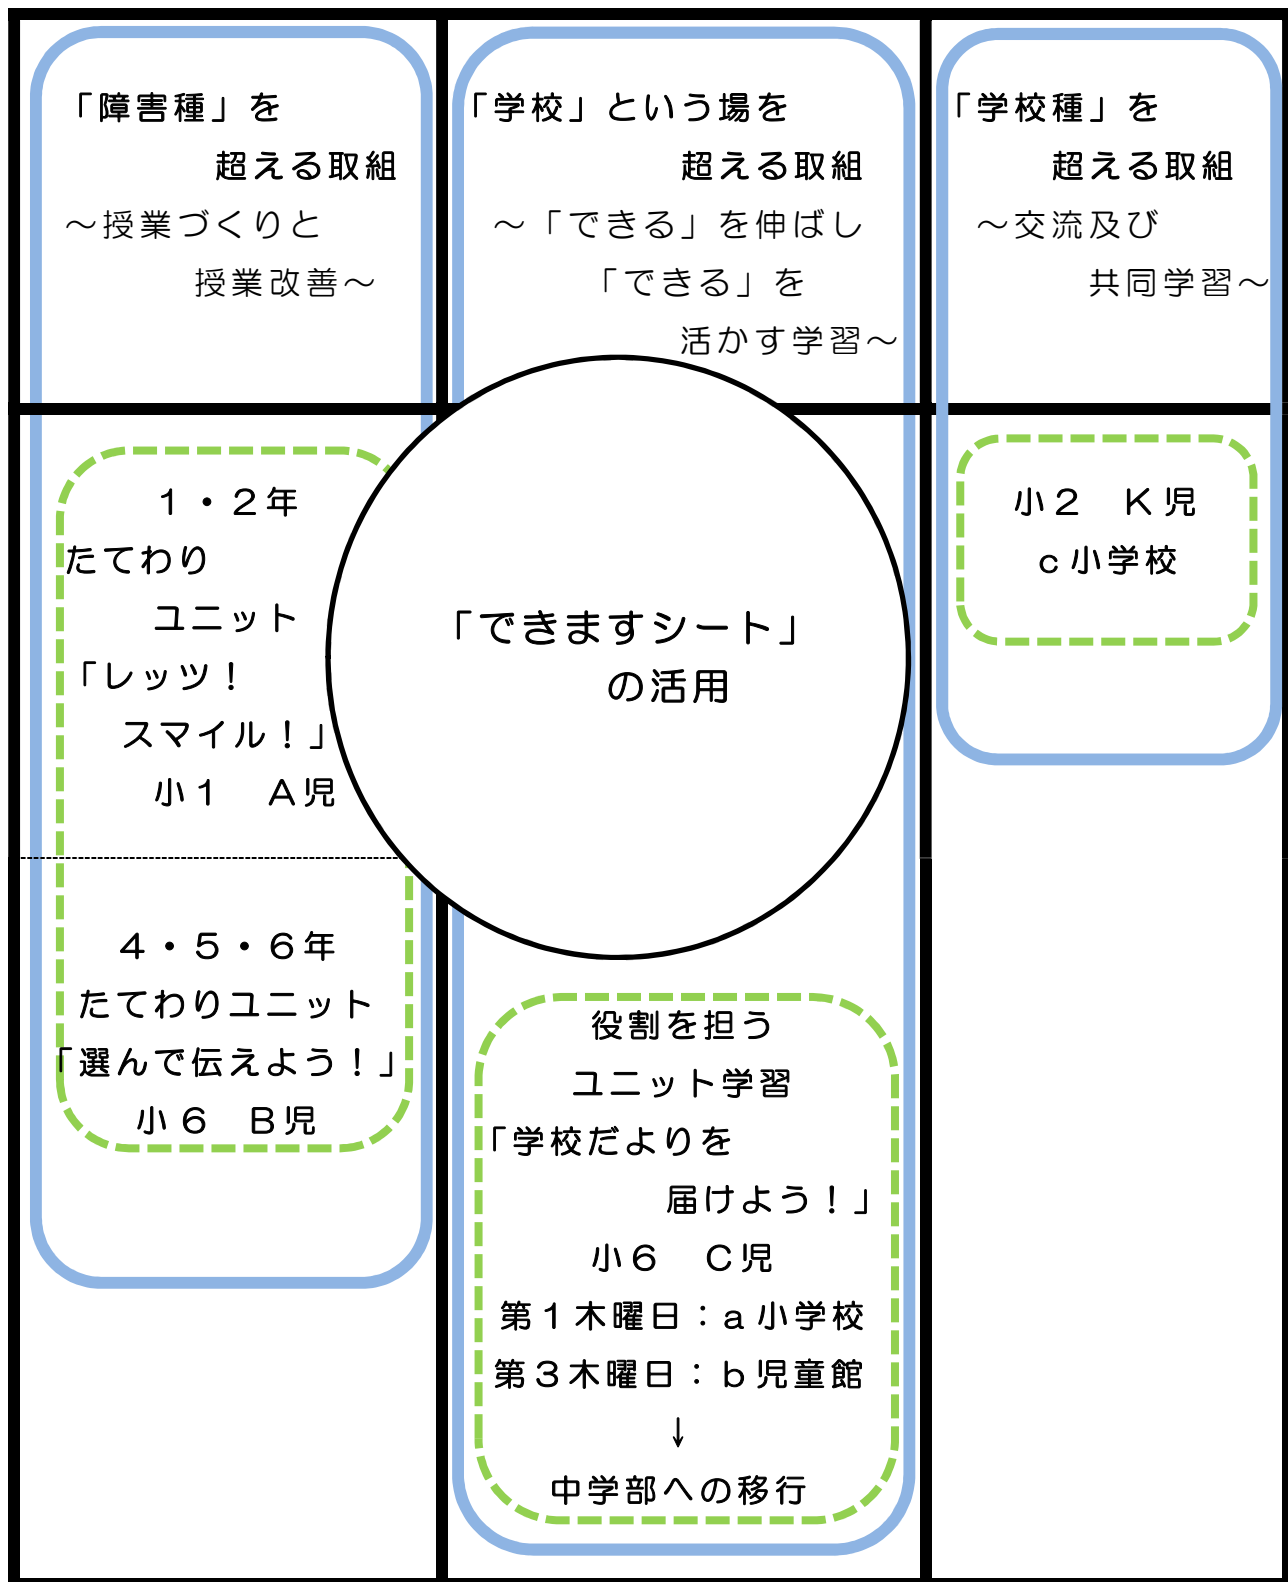 「障害種」を
超える取組
～授業づくりと
授業改善～
「学校」という場を
超える取組
～「できる」を伸ばし
「できる」を
活かす学習～
「学校種」を
超える取組
～交流及び
共同学習～
１・２年
たてわり
ユニット
「レッツ！
スマイル！」
小１　Ａ児
４・５・６年
たてわりユニット
「選んで伝えよう！」
小６　Ｂ児
「できますシート」
の活用
役割を担う
ユニット学習
「学校だよりを
届けよう！」
小６　Ｃ児
第１木曜日：ａ小学校
第３木曜日：ｂ児童館
↓
中学部への移行
小２　Ｋ児
ｃ小学校